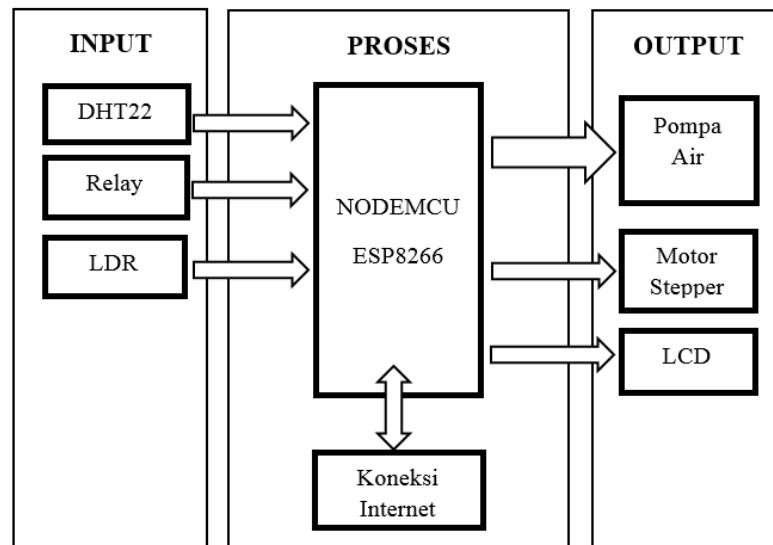 INPUT
DHT22
Relay
LDR
PROSES
NODEMCU
ESP8266
Koneksi
Internet
OUTPUT
Pompa
Air
Motor
Stepper
LCD